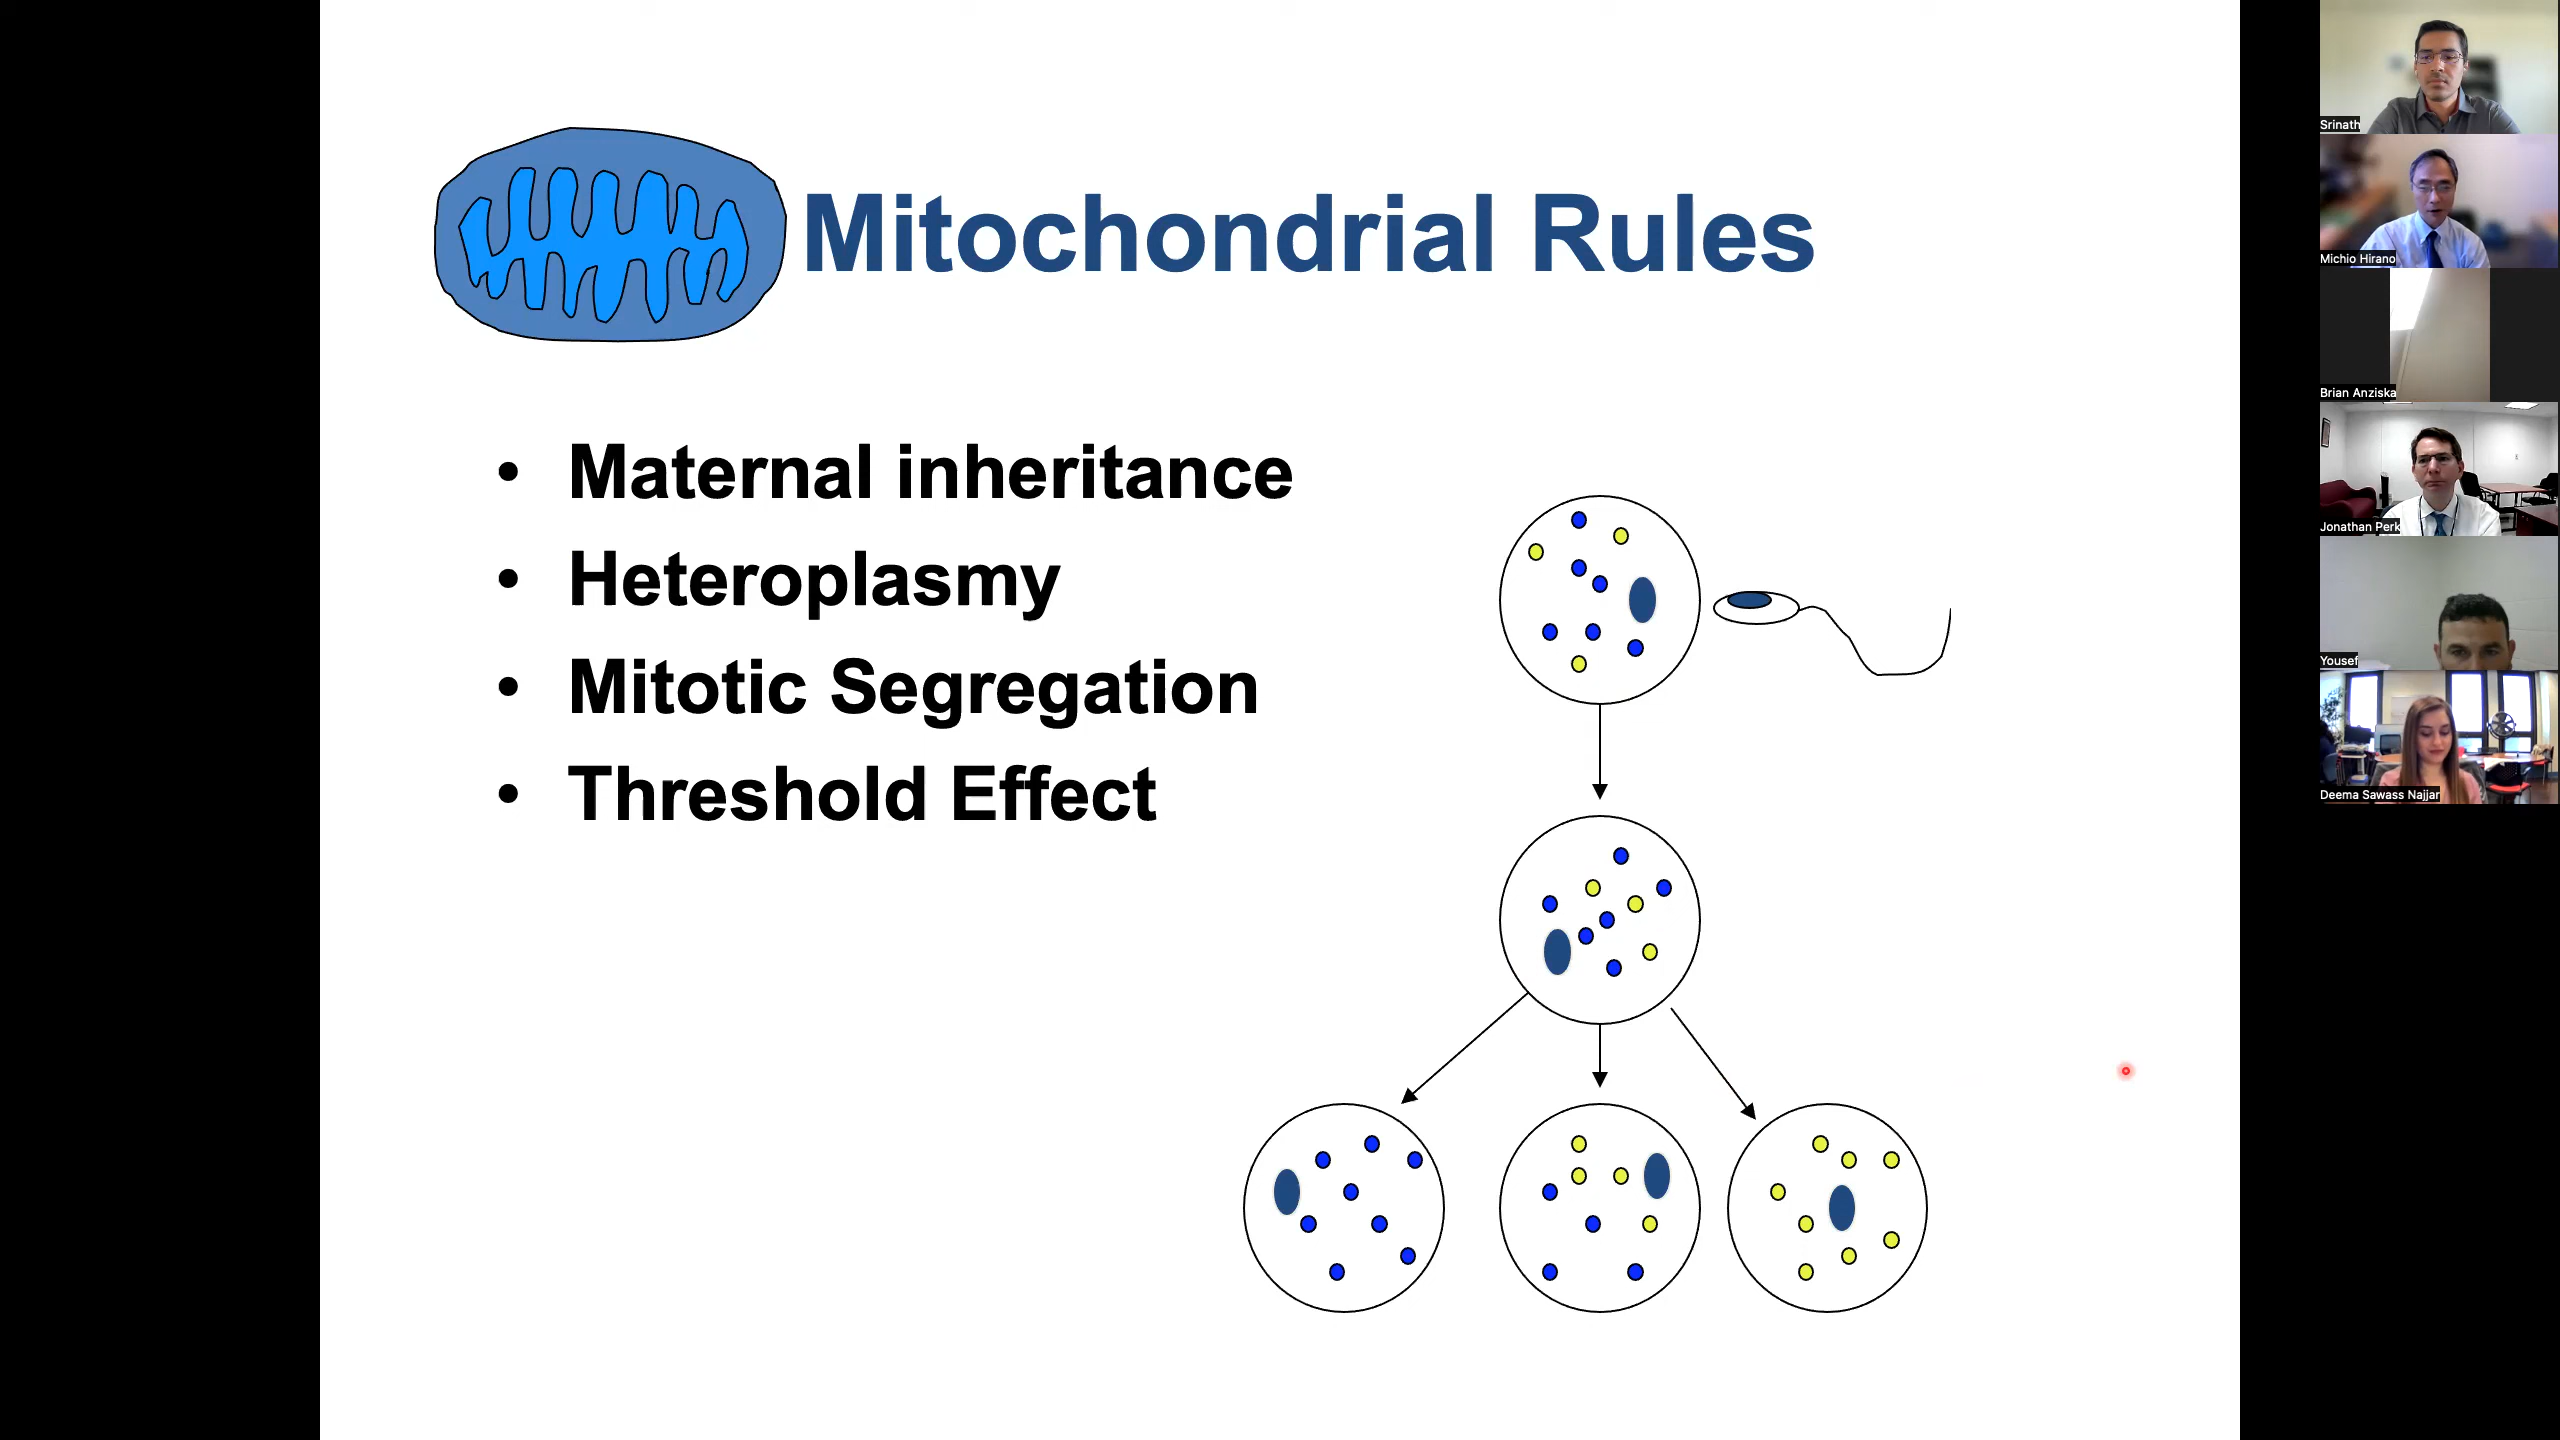 Mitochondrial Rules
• Maternal inheritance
• Heteroplasmy
• Mitotic Segregation
• Threshold Effect
Srinath
Michio Hirano
Brian Anziska
Jonathan Perk
Yousef
Deema Sawass Najjar